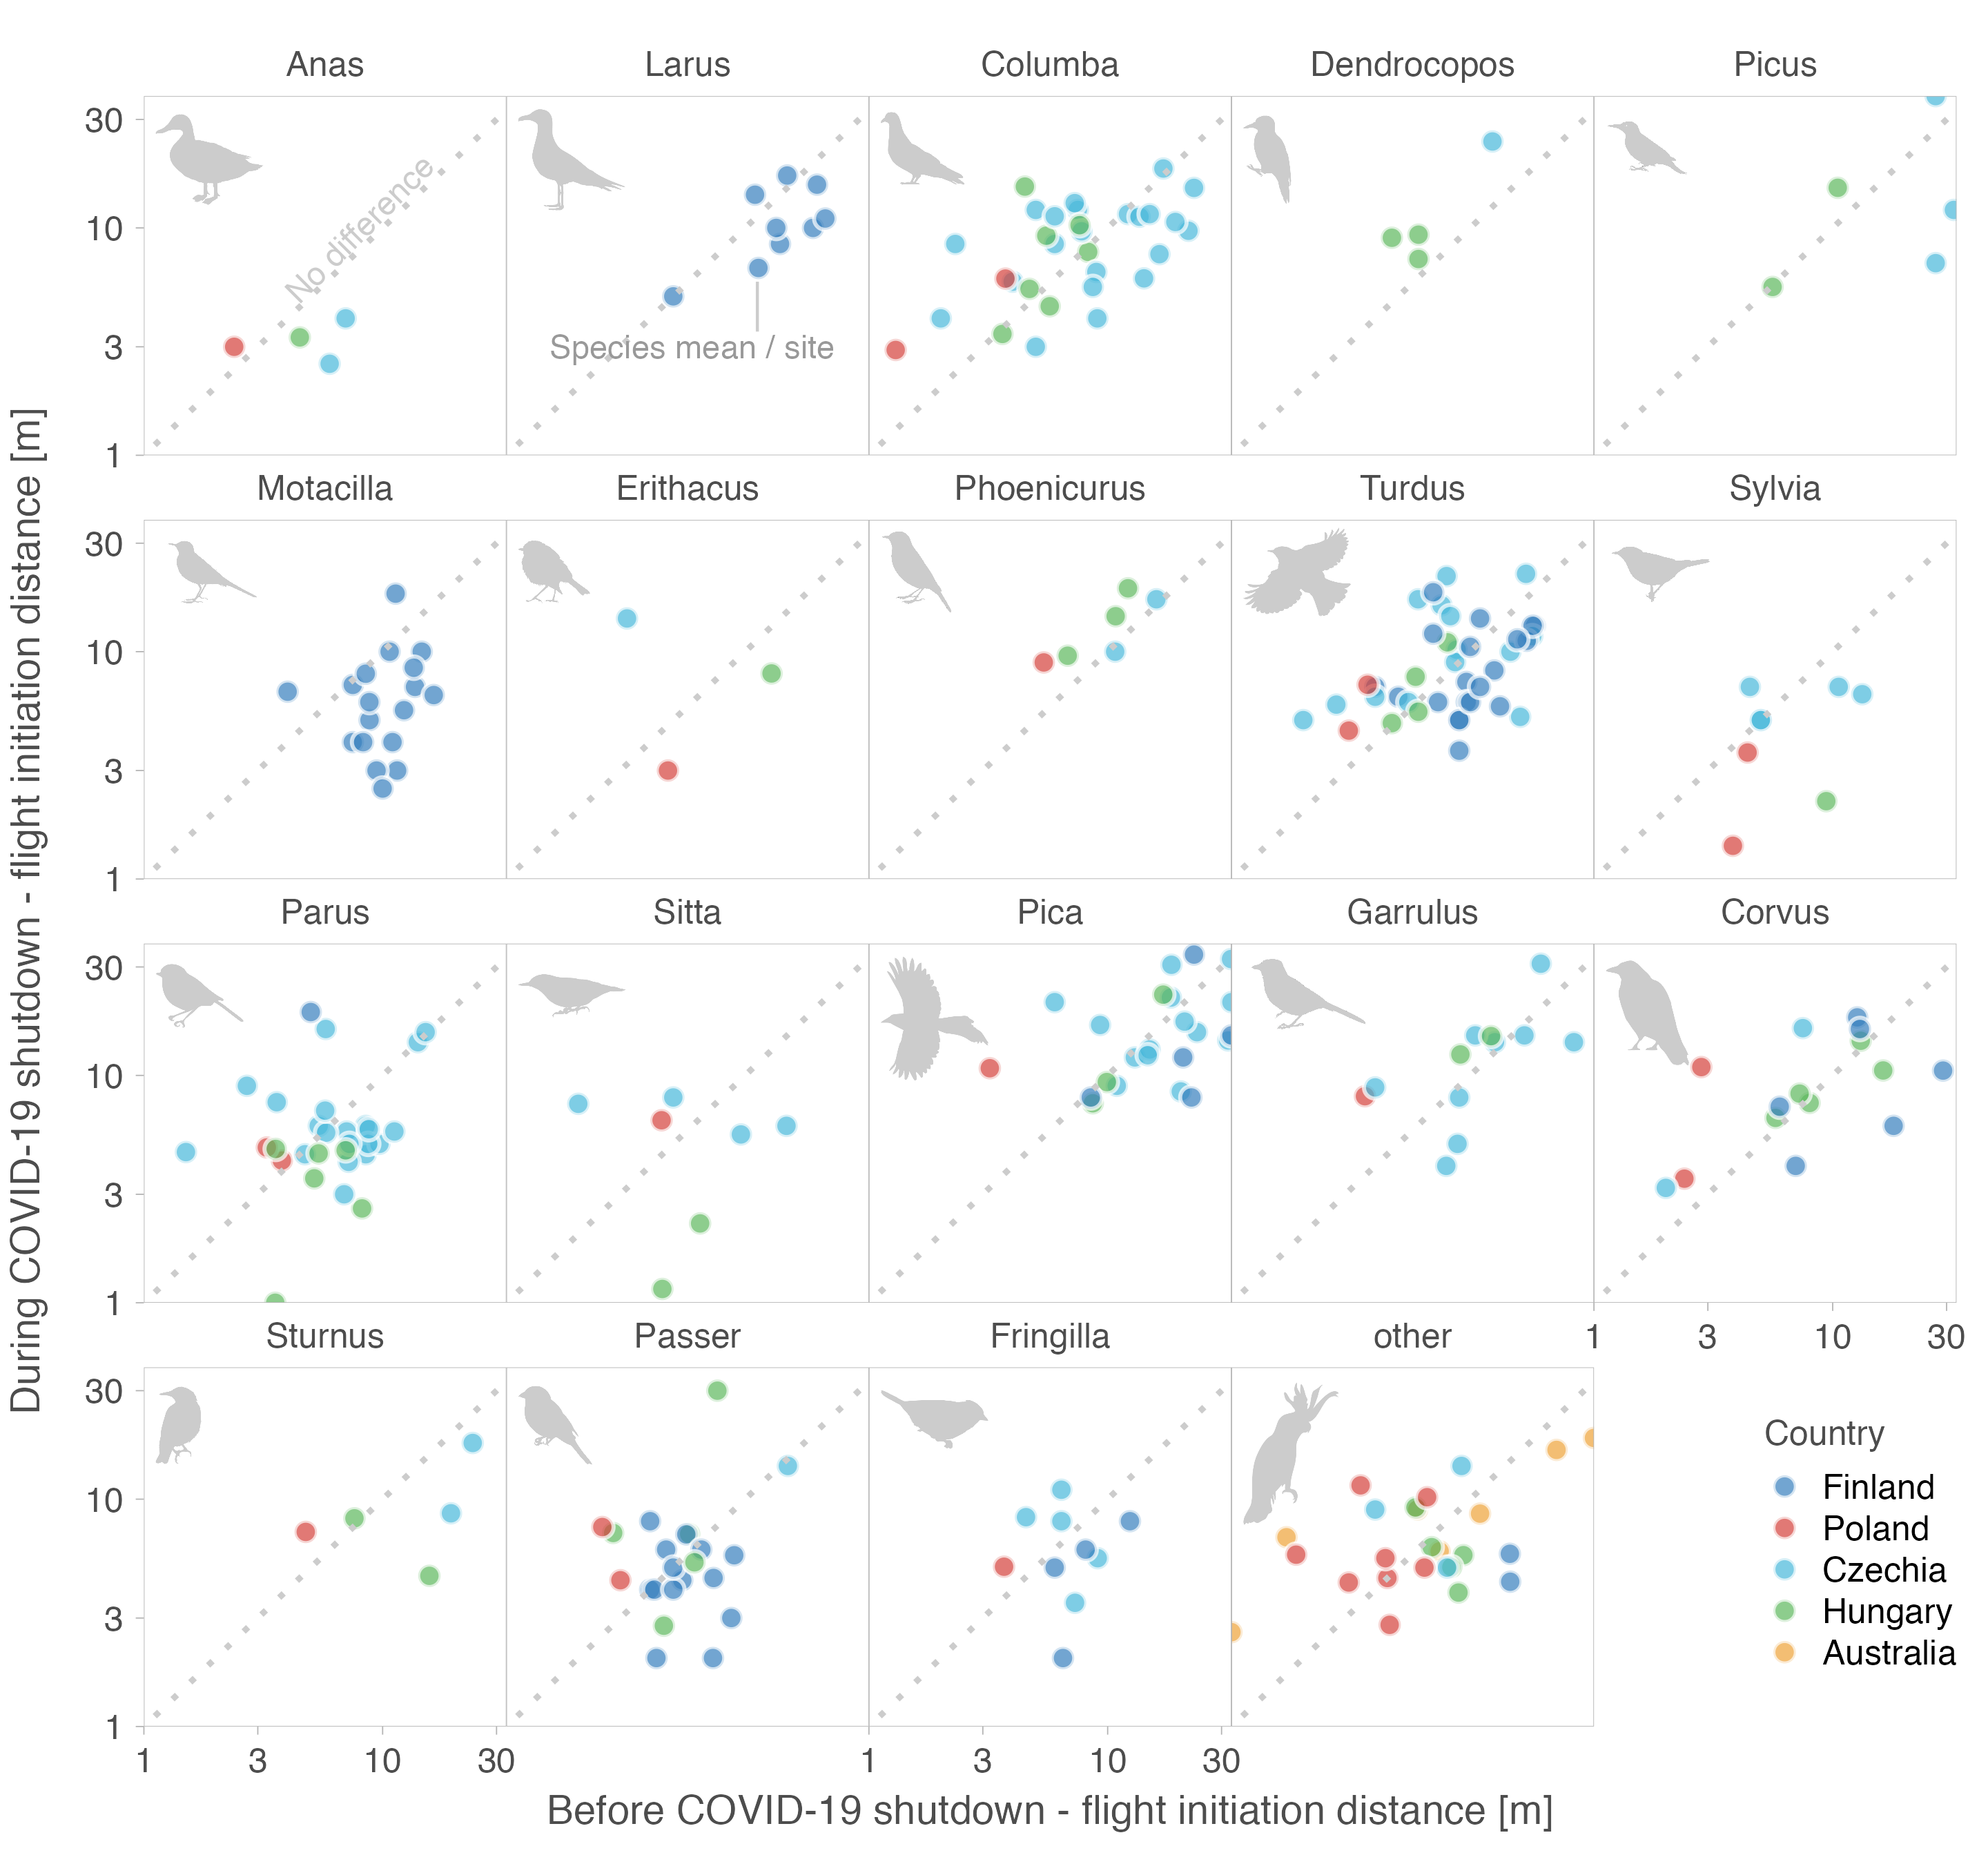 Anas
Larus
Columba
Dendrocopos
Picus
30
10
3
1
No difference
Species mean / site
Motacilla
Erithacus
Phoenicurus
Turdus
Sylvia
30
10
3
1
Parus
Sitta
Pica
Garrulus
Corvus
30
10
3
1
1 3 10 30
Sturnus
Passer
Fringilla
other
30
10
3
1
1 3 10 30
1 3 10 30
Country
Finland
Poland
Czechia
Hungary
Australia
During COVID-19 shutdown - flight initiation distance [m]
Before COVID-19 shutdown - flight initiation distance [m]